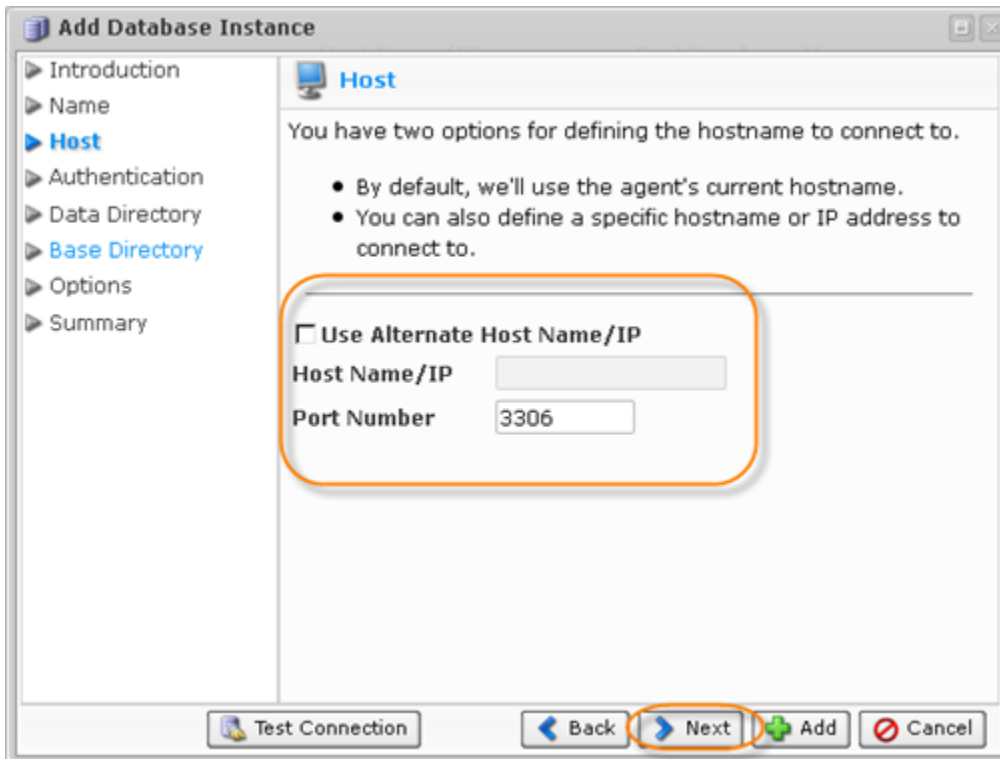 Add Database Instance
Introduction
Name
Host
Authentication
Data Directory
Base Directory
Options
Summary
Host
You have two options for defining the hostname to connect to.
By default, we'll use the agent's current hostname.
You can also define a specific hostname or IP address to
connect to.
Use Alternate Host Name/IP
Host Name/IP
Port Number 3306
Test Connection Back Next Add Cancel